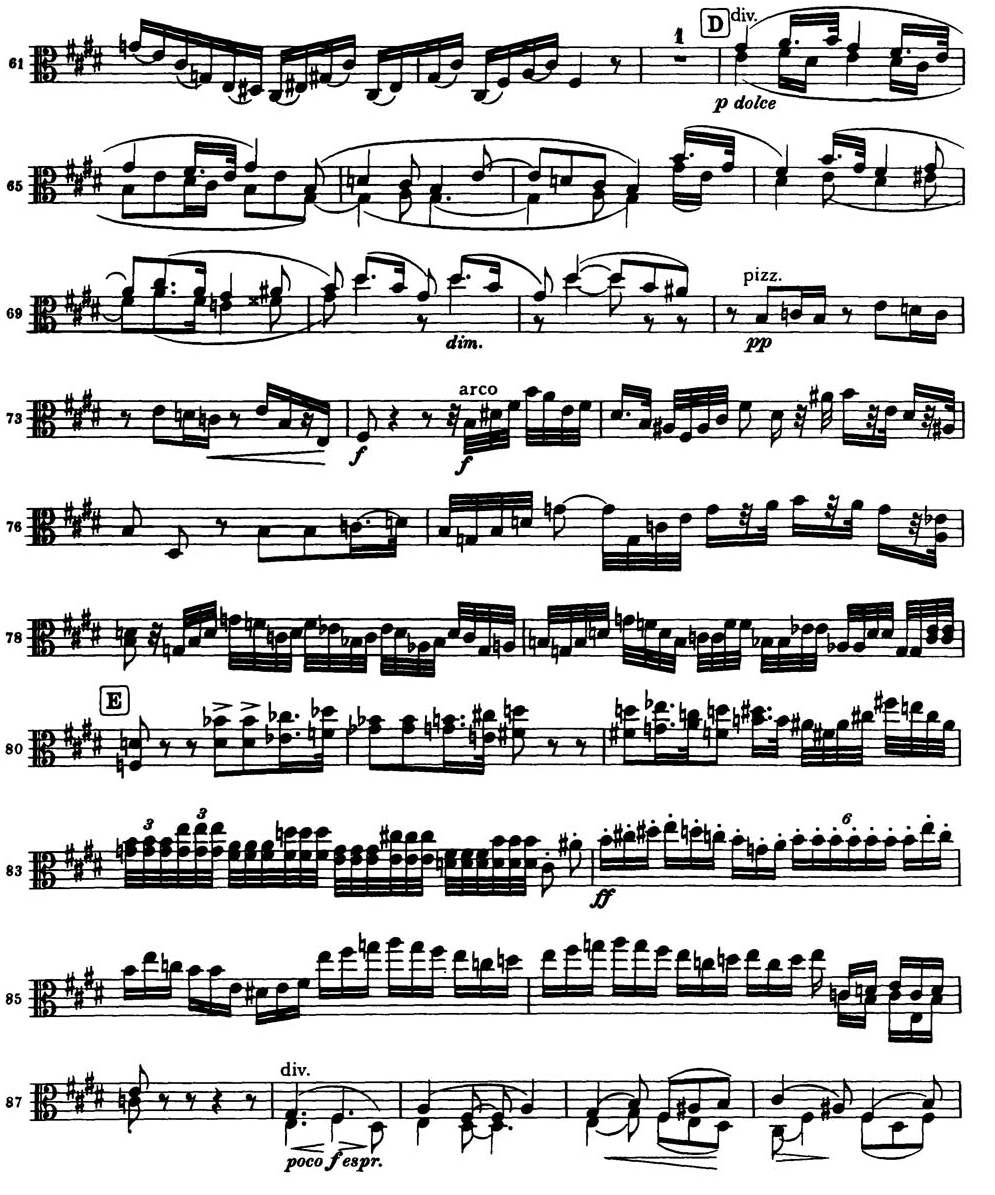 D div.
61 1
p dolce
65
69 pizz.
dim. pp
73 arco
f f
76
78
E
80
3 3 6
83
ff
85
div.
87
poco f espr.